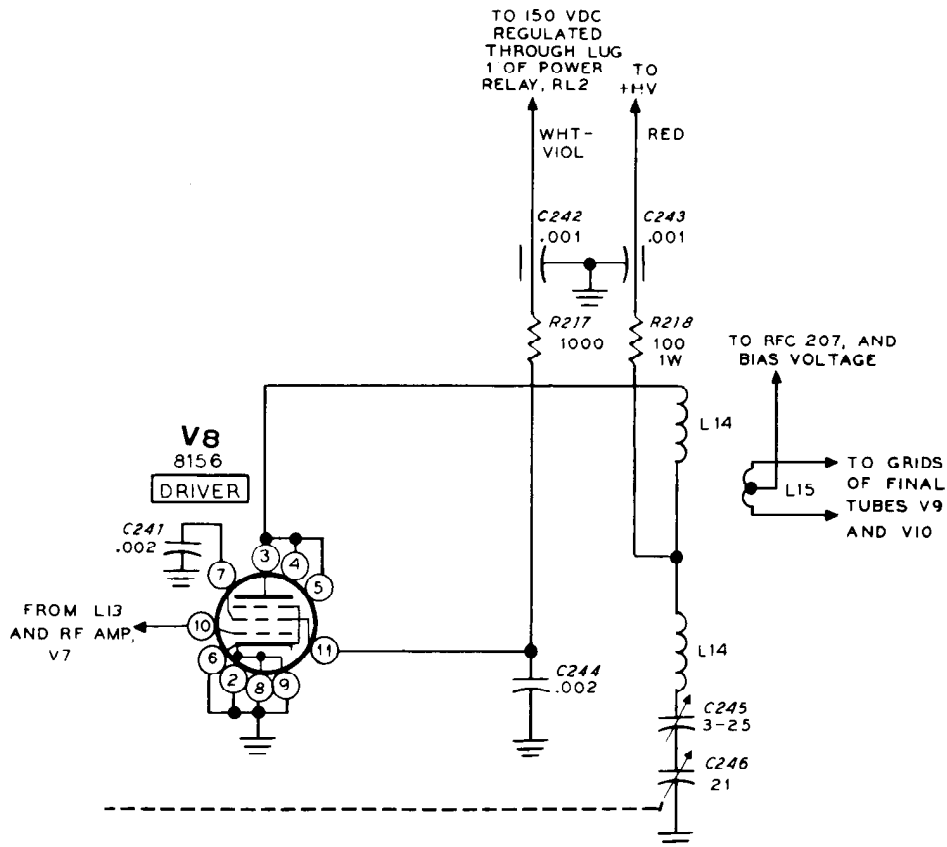 TO 150 VDC
REGULATED
THROUGH LUG
1 OF POWER
RELAY, RL2
TO
+HV
WHT-
VIOL
RED
C242
.001
C243
.001
R217
1000
R218
100
1W
TO RFC 207, AND
BIAS VOLTAGE
L14
V8
8156
DRIVER
L15
TO GRIDS
OF FINAL
TUBES V9
AND V10
C241
.002
3
4
5
7
10
11
6
2
8
9
FROM L13
AND RF AMP,
V7
C244
.002
L14
C245
3-25
C246
21